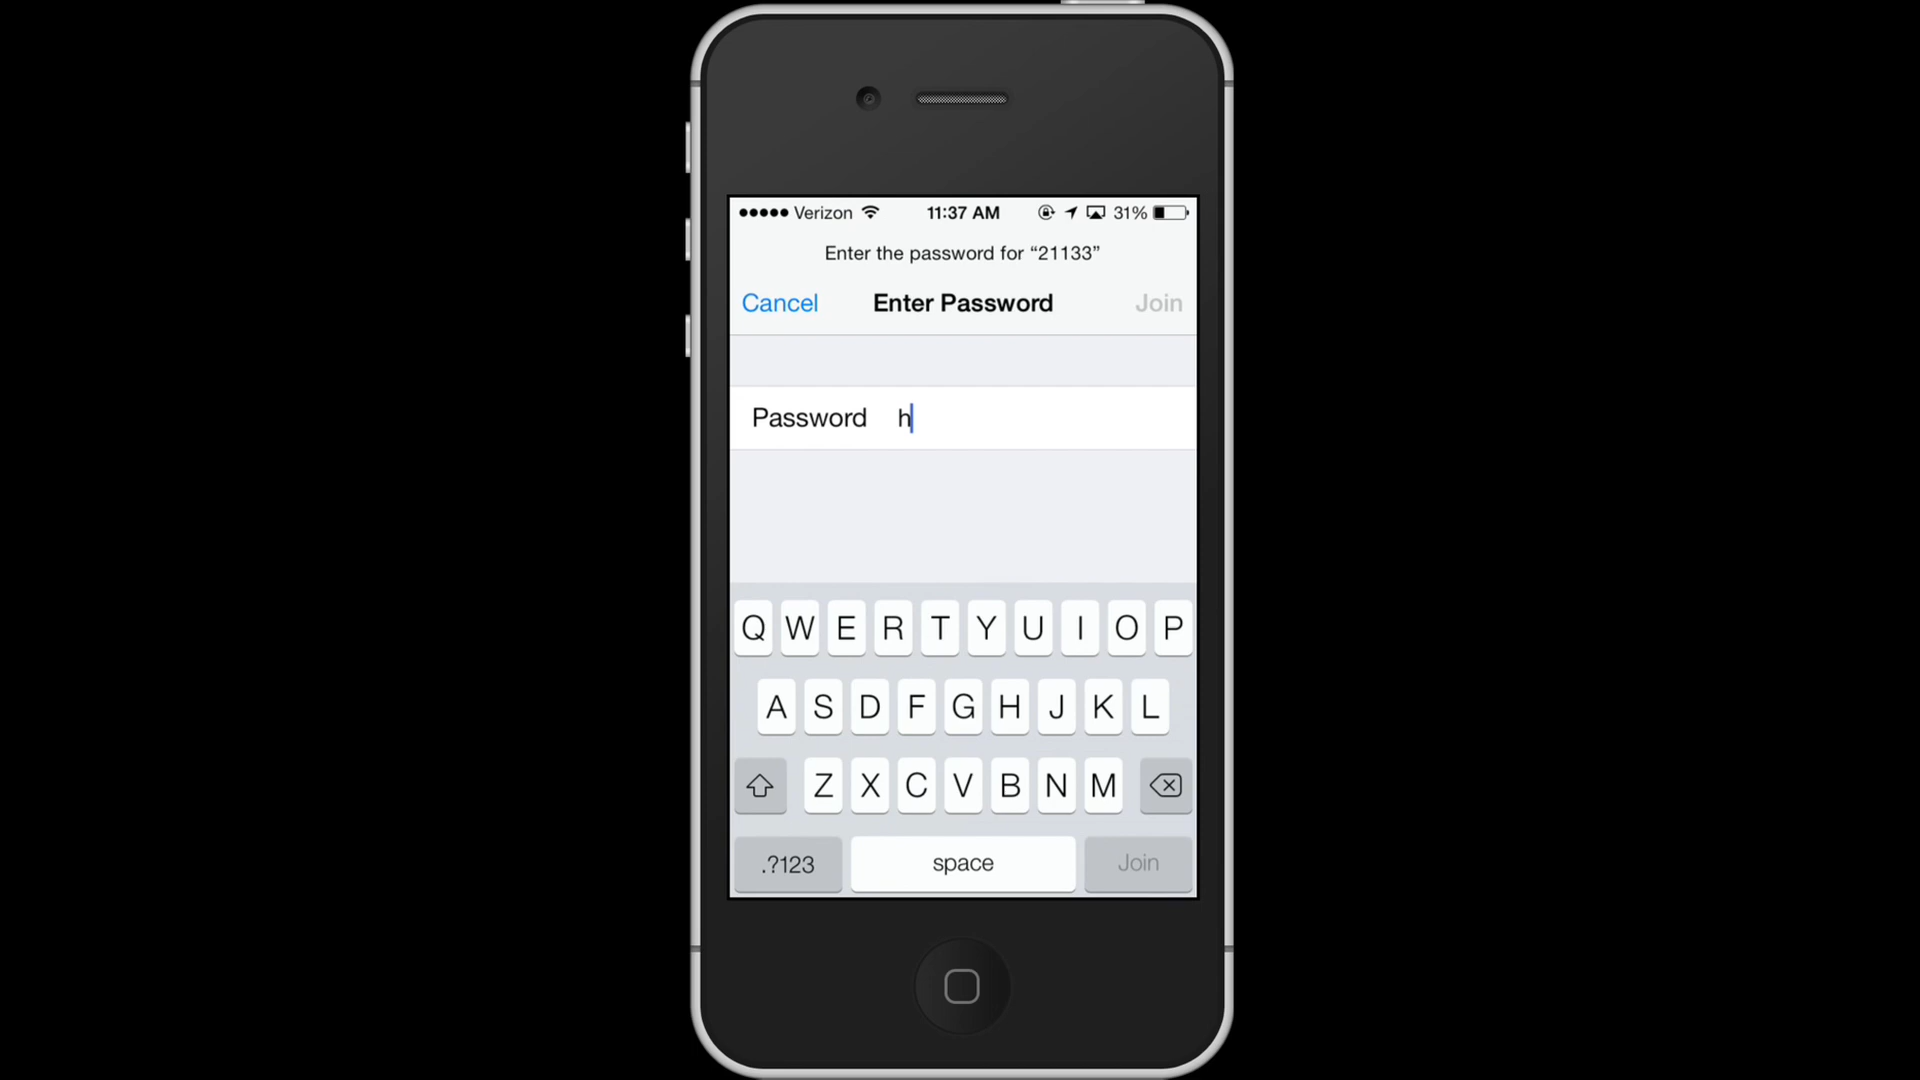 ●●●●● Verizon 11:37 AM 31%
Enter the password for “21133”
Cancel Enter Password Join
Password h
Q W E R T Y U I O P
A S D F G H J K L
Z X C V B N M
.?123 space Join